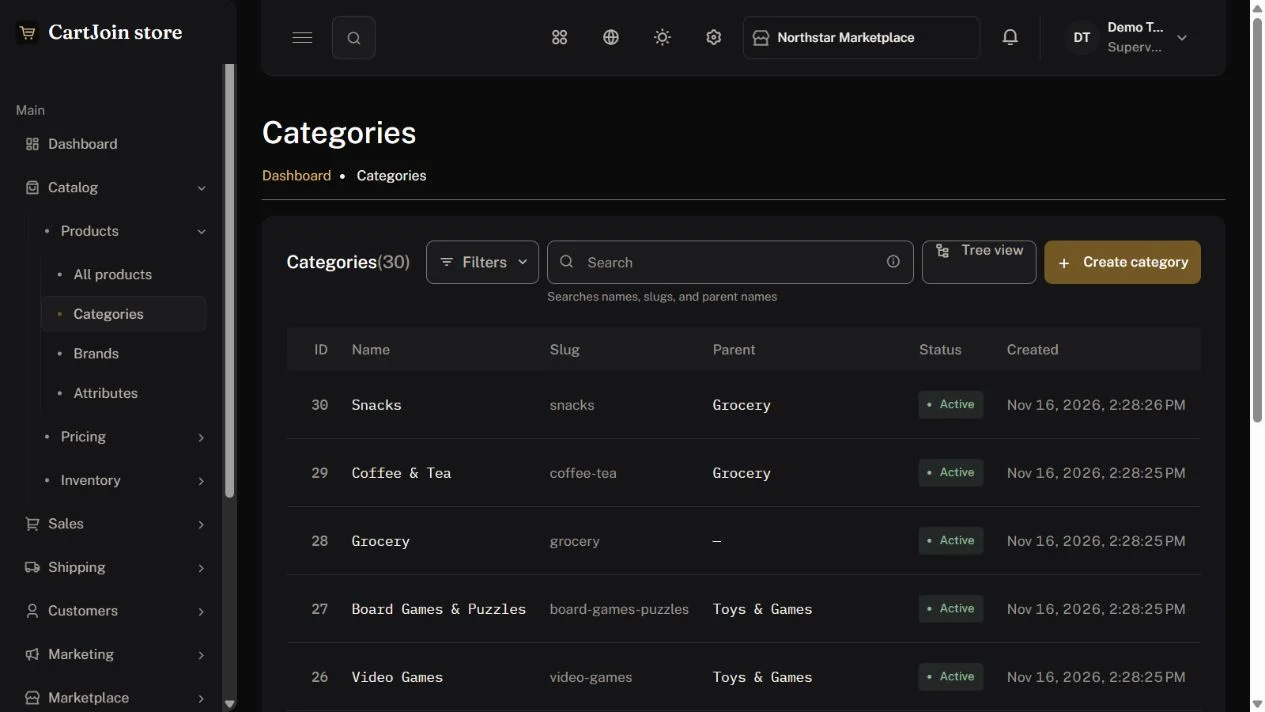 CartJoin store
Northstar Marketplace
DT
Demo T...
Superv...
Main
Dashboard
Catalog
Products
All products
Categories
Brands
Attributes
Pricing
Inventory
Sales
Shipping
Customers
Marketing
Marketplace
Categories
Dashboard • Categories
Categories(30)
Filters
Search
Tree view
+ Create category
Searches names, slugs, and parent names
ID Name Slug Parent Status Created
30 Snacks snacks Grocery • Active Nov 16, 2026, 2:28:26 PM
29 Coffee & Tea coffee-tea Grocery • Active Nov 16, 2026, 2:28:25 PM
28 Grocery grocery — • Active Nov 16, 2026, 2:28:25 PM
27 Board Games & Puzzles board-games-puzzles Toys & Games • Active Nov 16, 2026, 2:28:25 PM
26 Video Games video-games Toys & Games • Active Nov 16, 2026, 2:28:25 PM